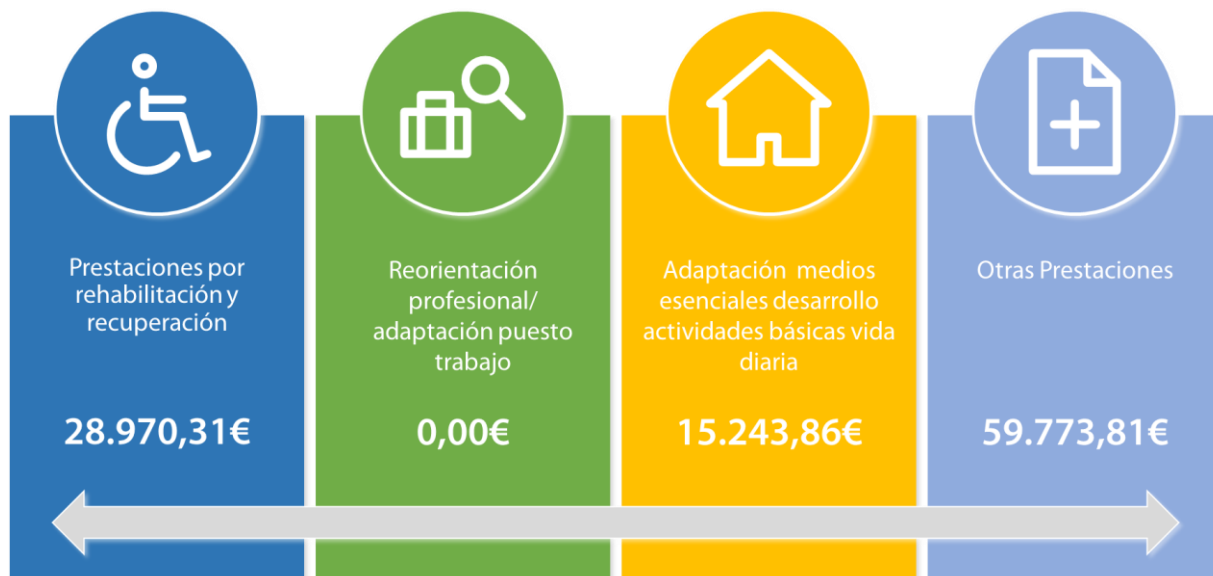 Prestaciones por
rehabilitación y
recuperación
28.970,31€
Reorientación
profesional/
adaptación puesto
trabajo
0,00€
Adaptación medios
esenciales desarrollo
actividades básicas vida
diaria
15.243,86€
Otras Prestaciones
59.773,81€